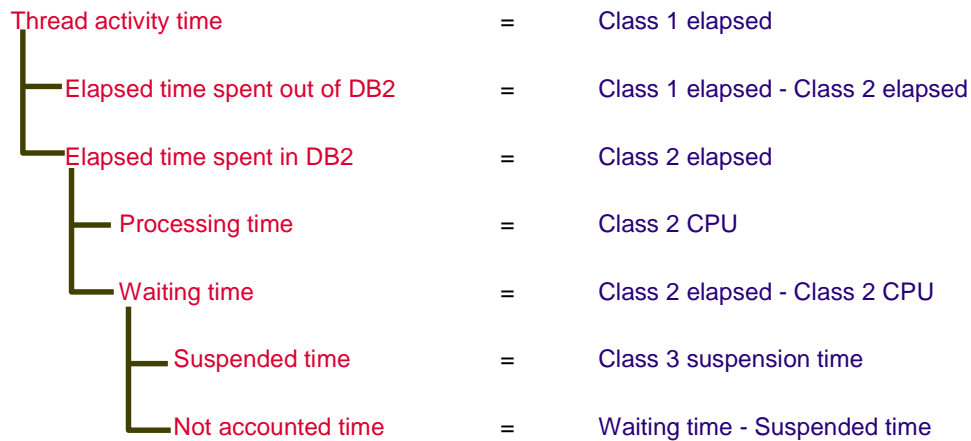 Thread activity time = Class 1 elapsed
Elapsed time spent out of DB2 = Class 1 elapsed - Class 2 elapsed
Elapsed time spent in DB2 = Class 2 elapsed
Processing time = Class 2 CPU
Waiting time = Class 2 elapsed - Class 2 CPU
Suspended time = Class 3 suspension time
Not accounted time = Waiting time - Suspended time